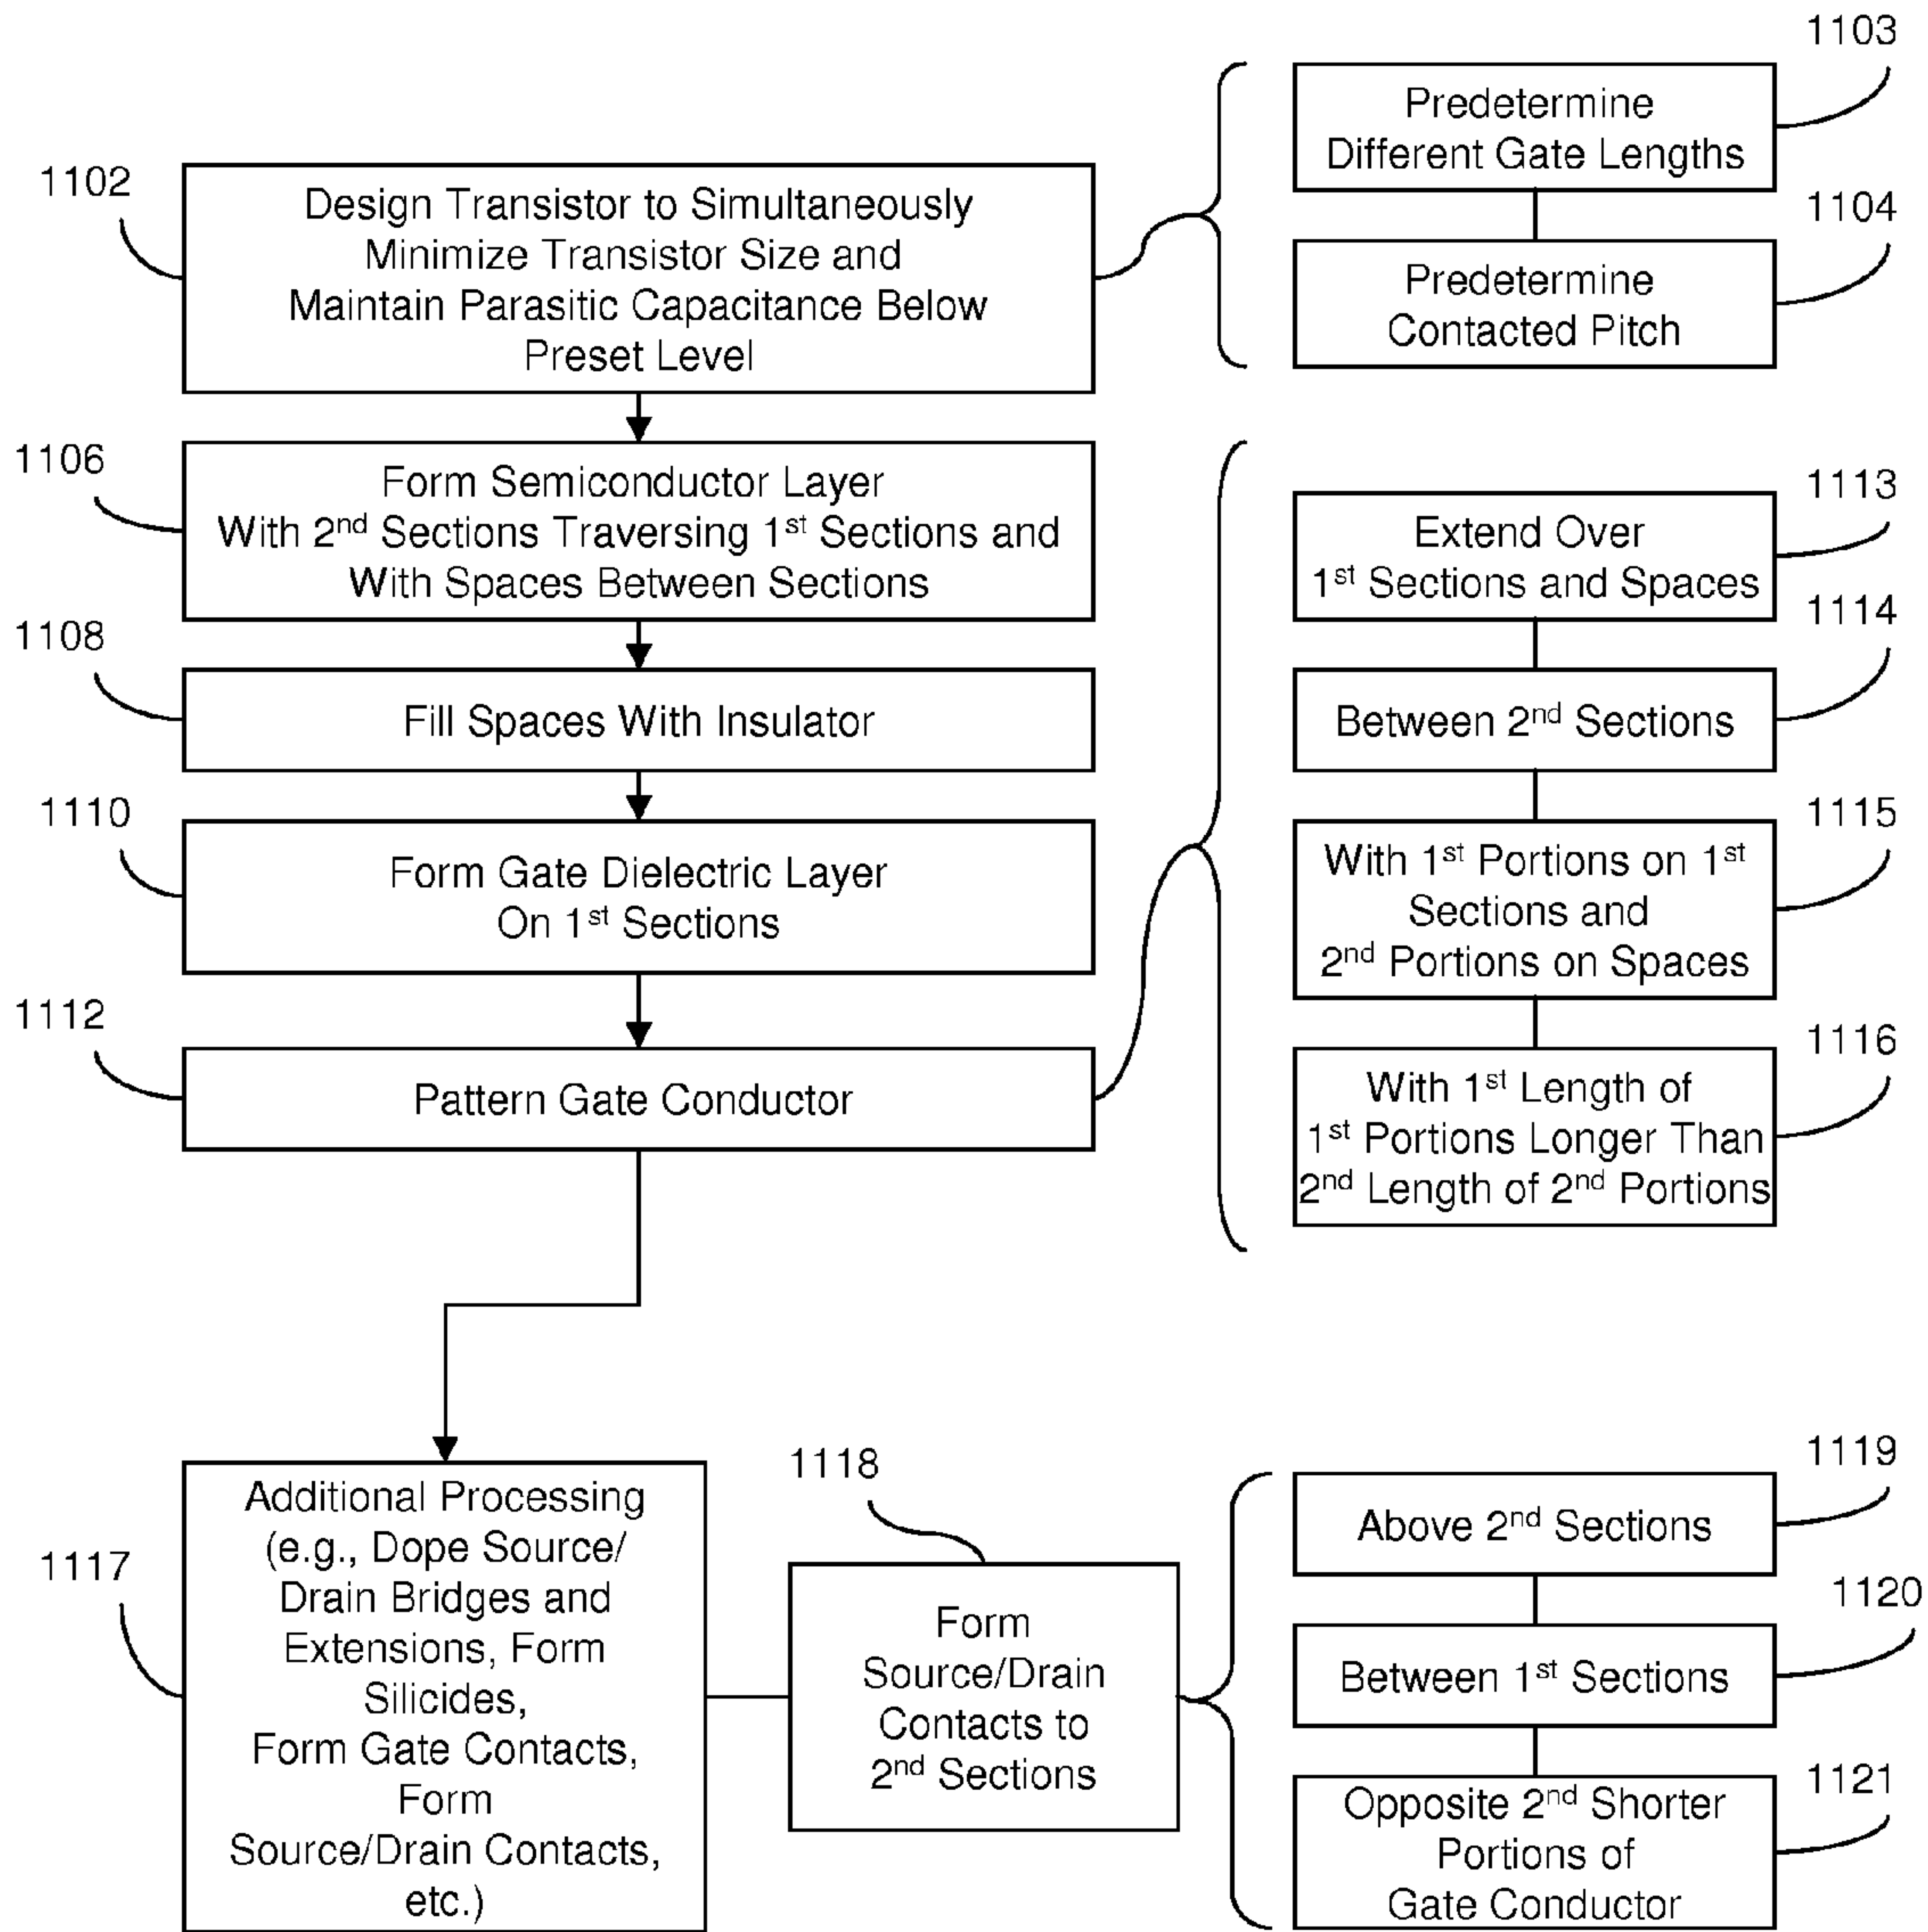 1103
Predetermine
Different Gate Lengths
1102
Design Transistor to Simultaneously
Minimize Transistor Size and
Maintain Parasitic Capacitance Below
Preset Level
1104
Predetermine
Contacted Pitch
1106
Form Semiconductor Layer
With 2nd Sections Traversing 1st Sections and
With Spaces Between Sections
1113
Extend Over
1st Sections and Spaces
1108
Fill Spaces With Insulator
1114
Between 2nd Sections
1110
Form Gate Dielectric Layer
On 1st Sections
1115
With 1st Portions on 1st
Sections and
2nd Portions on Spaces
1112
Pattern Gate Conductor
1116
With 1st Length of
1st Portions Longer Than
2nd Length of 2nd Portions
1117
Additional Processing
(e.g., Dope Source/
Drain Bridges and
Extensions, Form
Silicides,
Form Gate Contacts,
Form
Source/Drain Contacts,
etc.)
1118
Form
Source/Drain
Contacts to
2nd Sections
1119
Above 2nd Sections
1120
Between 1st Sections
1121
Opposite 2nd Shorter
Portions of
Gate Conductor